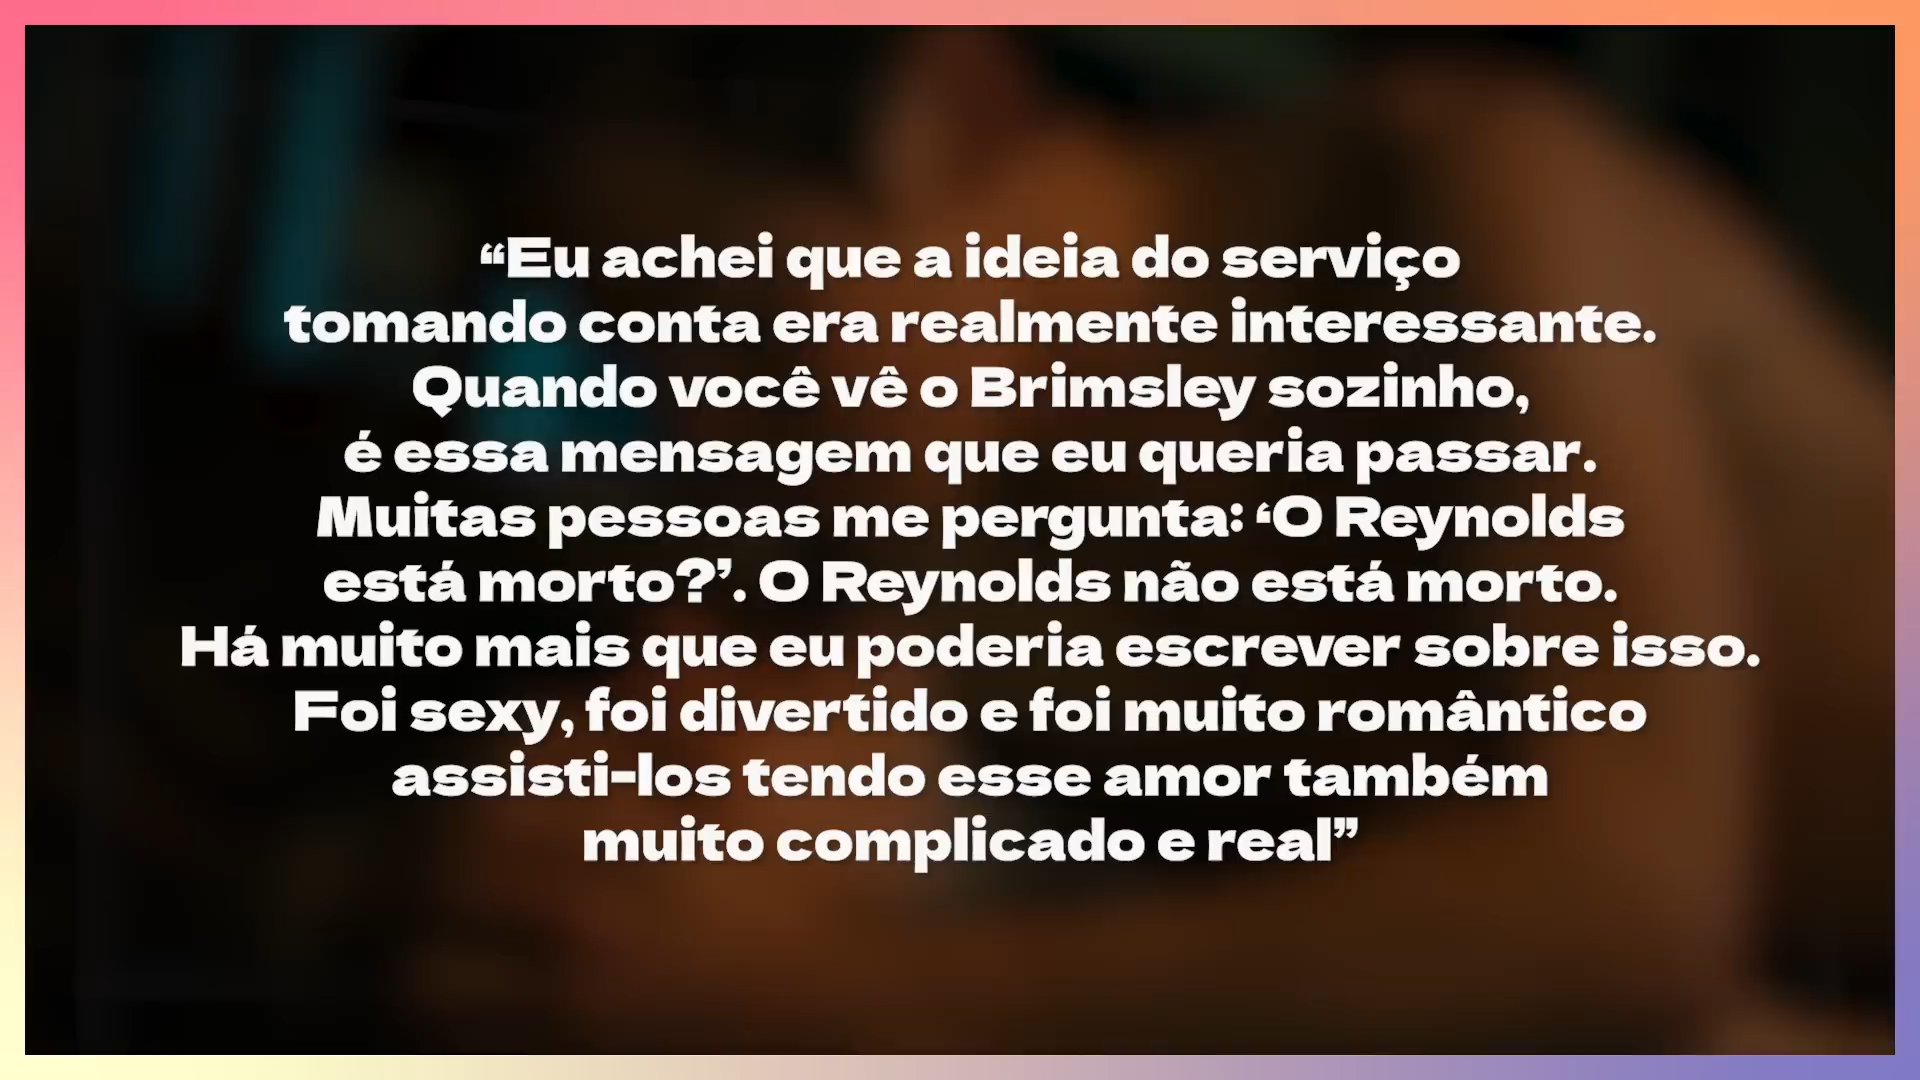 “Eu achei que a ideia do serviço
tomando conta era realmente interessante.
Quando você vê o Brimsley sozinho,
é essa mensagem que eu queria passar.
Muitas pessoas me pergunta: ‘O Reynolds
está morto?’. O Reynolds não está morto.
Há muito mais que eu poderia escrever sobre isso.
Foi sexy, foi divertido e foi muito romântico
assisti-los tendo esse amor também
muito complicado e real”